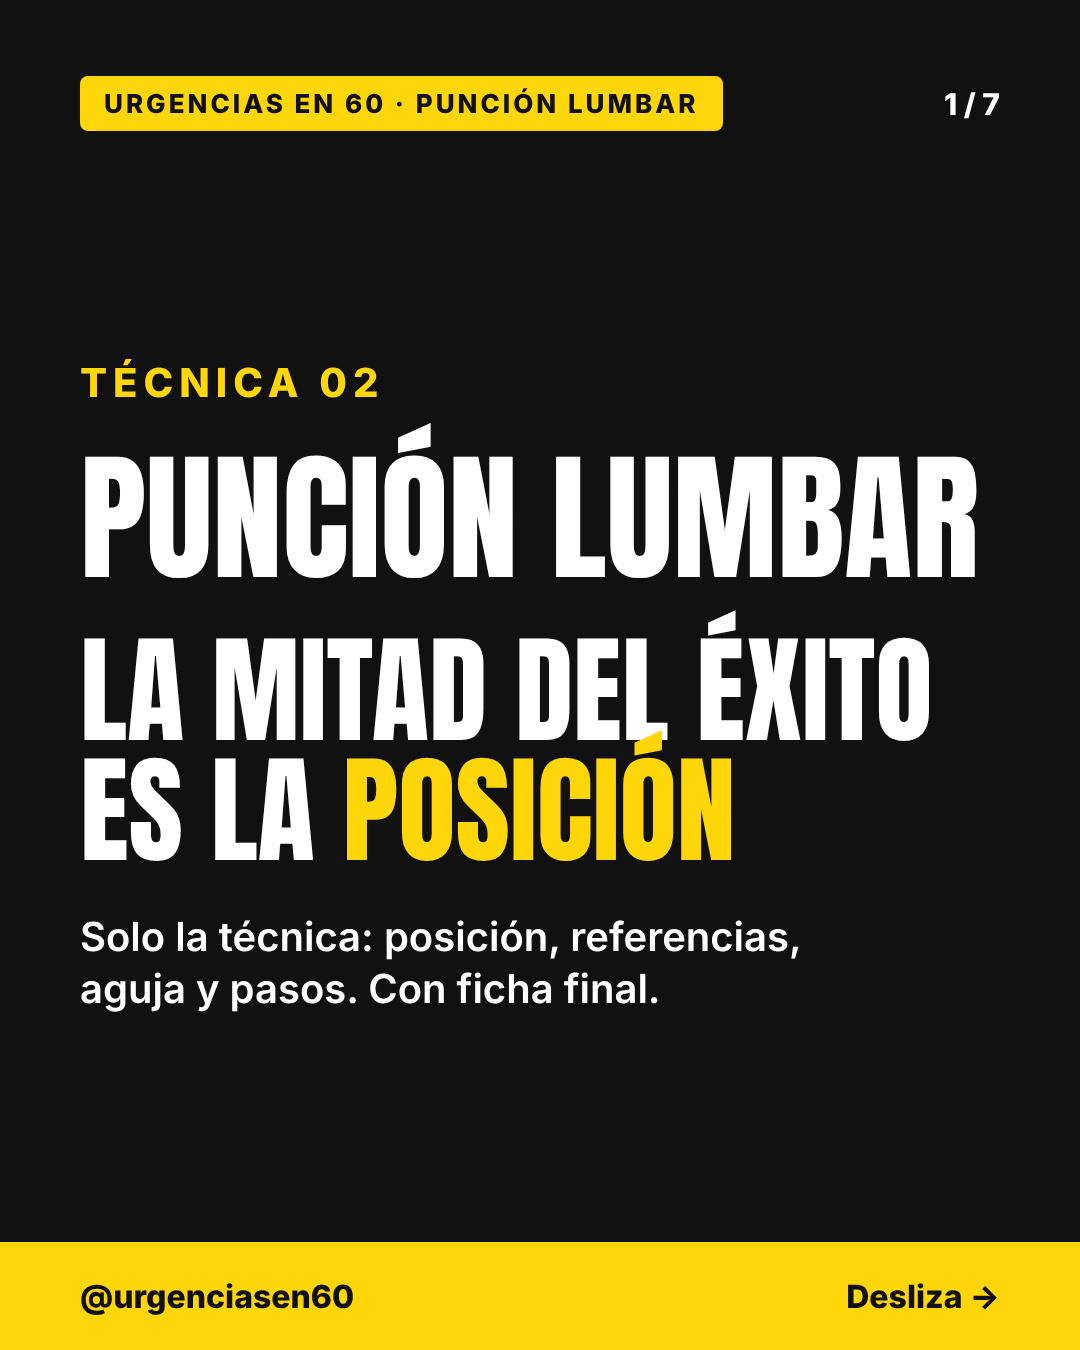 URGENCIAS EN 60 · PUNCIÓN LUMBAR
1/7
TÉCNICA 02
PUNCIÓN LUMBAR
LA MITAD DEL ÉXITO
ES LA POSICIÓN
Solo la técnica: posición, referencias,
aguja y pasos. Con ficha final.
@urgenciasen60
Desliza →